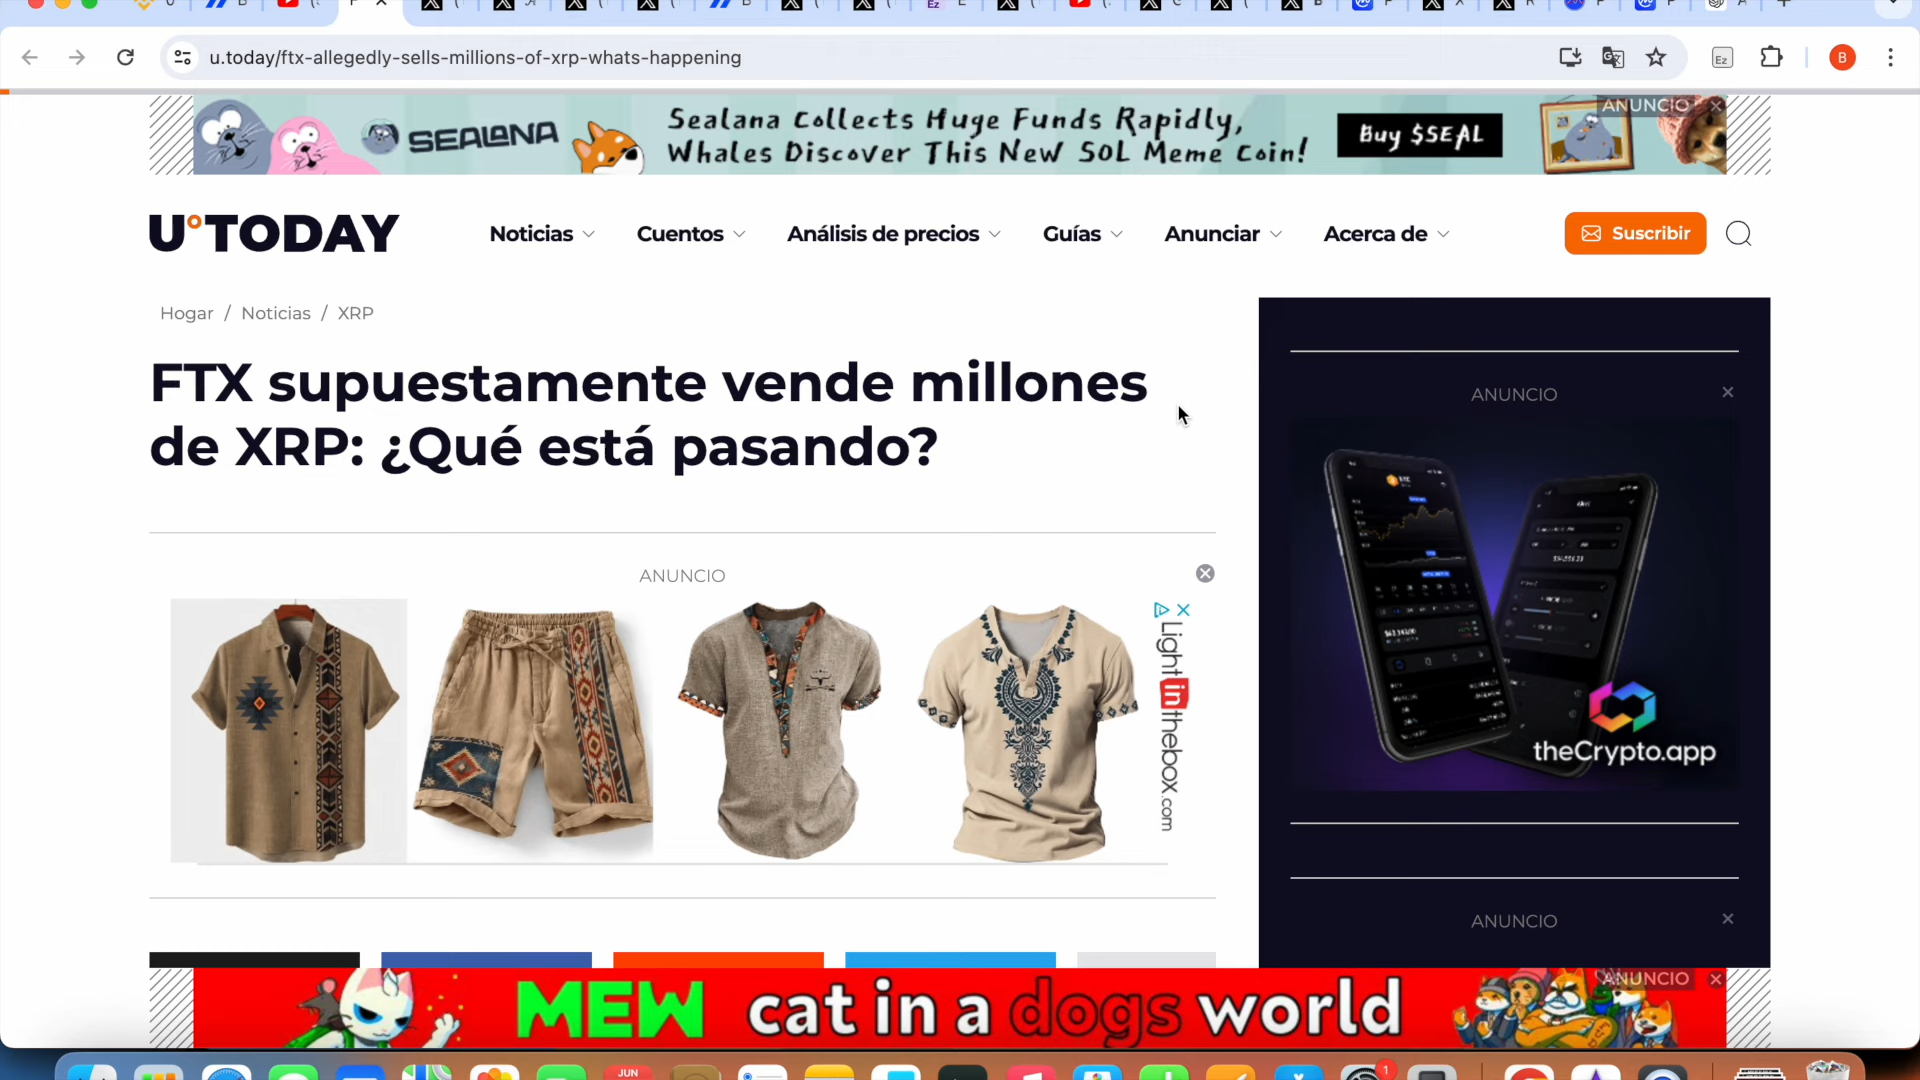 u.today/ftx-allegedly-sells-millions-of-xrp-whats-happening
Ez
B
ANUNCIO
SEALANA
Sealana Collects Huge Funds Rapidly,
Whales Discover This New SOL Meme Coin!
Buy $SEAL
U°TODAY
Noticias
Cuentos
Análisis de precios
Guías
Anunciar
Acerca de
Suscribir
Hogar / Noticias / XRP
FTX supuestamente vende millones
de XRP: ¿Qué está pasando?
ANUNCIO
Lightinthebox.com
ANUNCIO
theCrypto.app
ANUNCIO
ANUNCIO
MEW cat in a dogs world
JUN
1